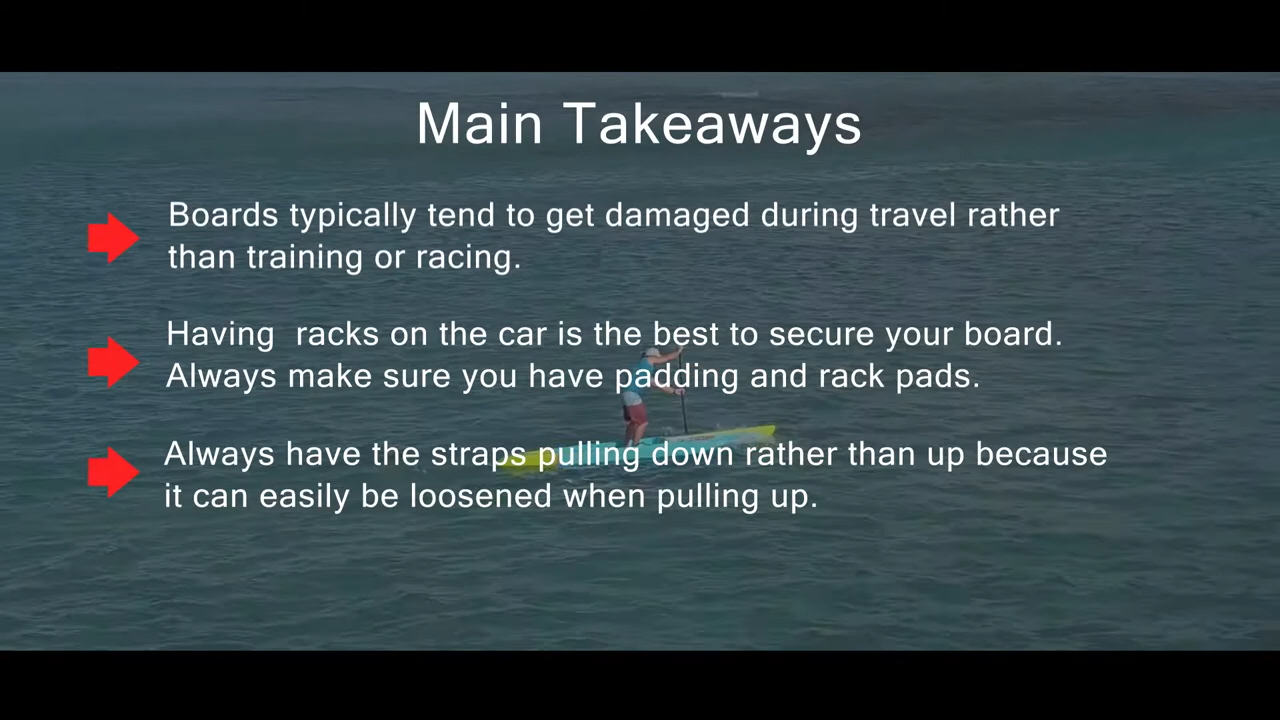 Main Takeaways
Boards typically tend to get damaged during travel rather
than training or racing.
Having  racks on the car is the best to secure your board.
Always make sure you have padding and rack pads.
Always have the straps pulling down rather than up because
it can easily be loosened when pulling up.